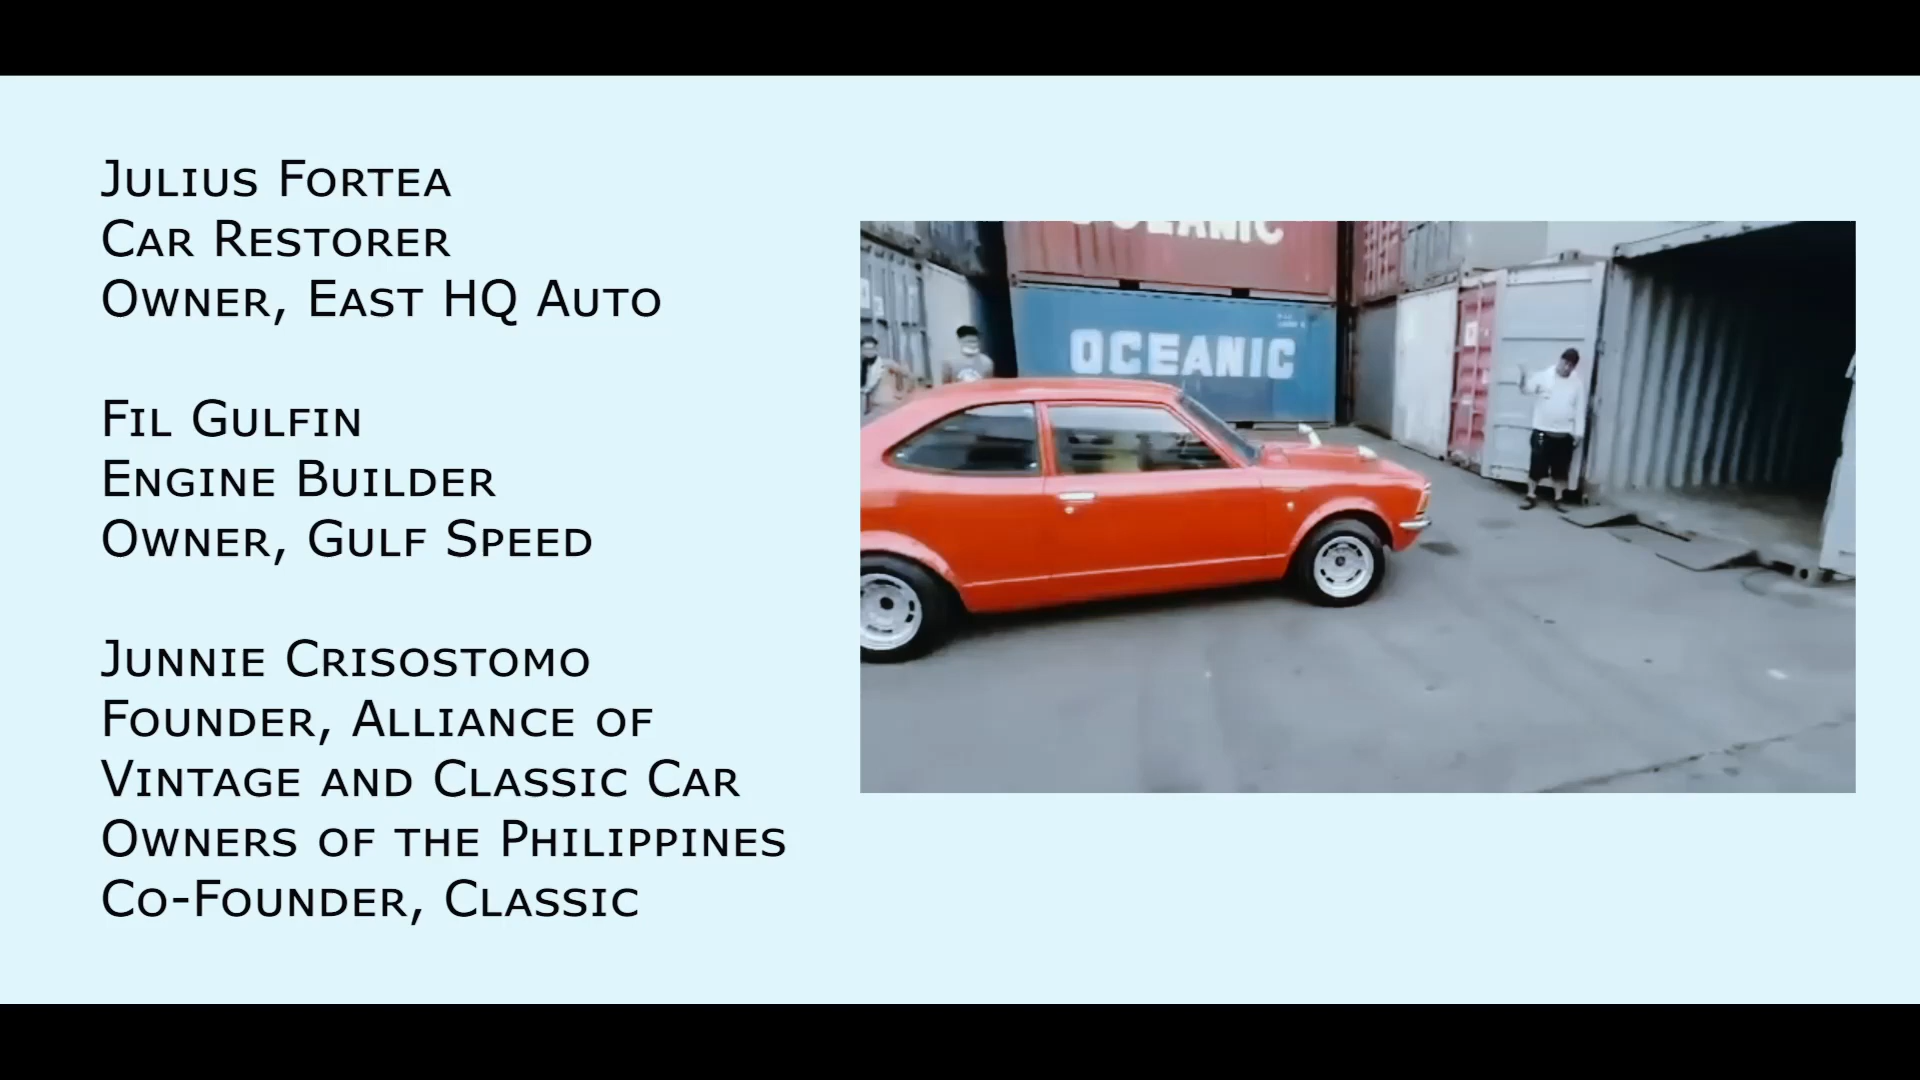 Julius Fortea
Car Restorer
Owner, East HQ Auto
Fil Gulfin
Engine Builder
Owner, Gulf Speed
Junnie Crisostomo
Founder, Alliance of
Vintage and Classic Car
Owners of the Philippines
Co-Founder, Classic
OCEANIC
OCEANIC